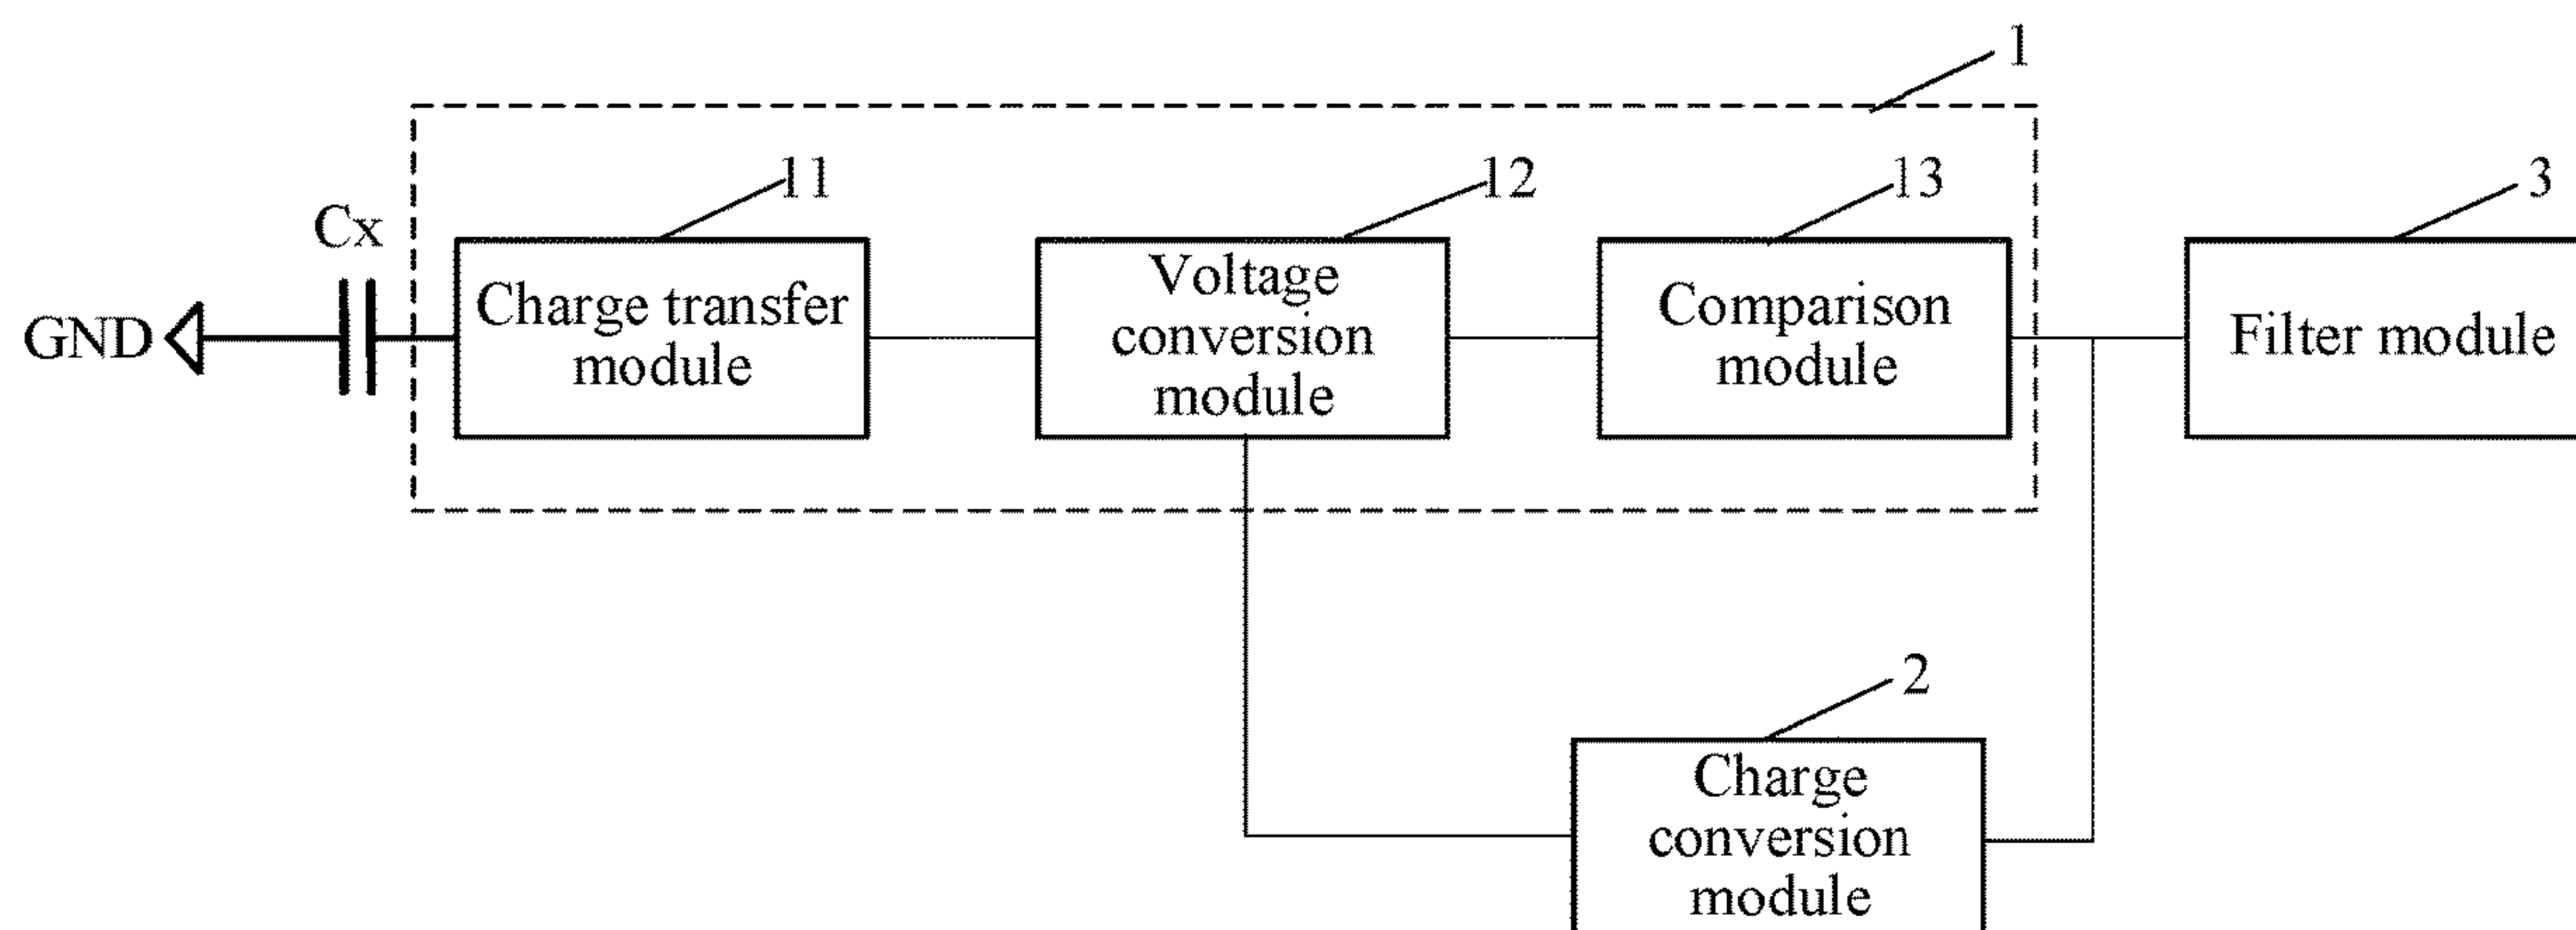 1
11
12
13
3
Cx
GND
Charge transfer
module
Voltage
conversion
module
Comparison
module
Filter module
2
Charge
conversion
module